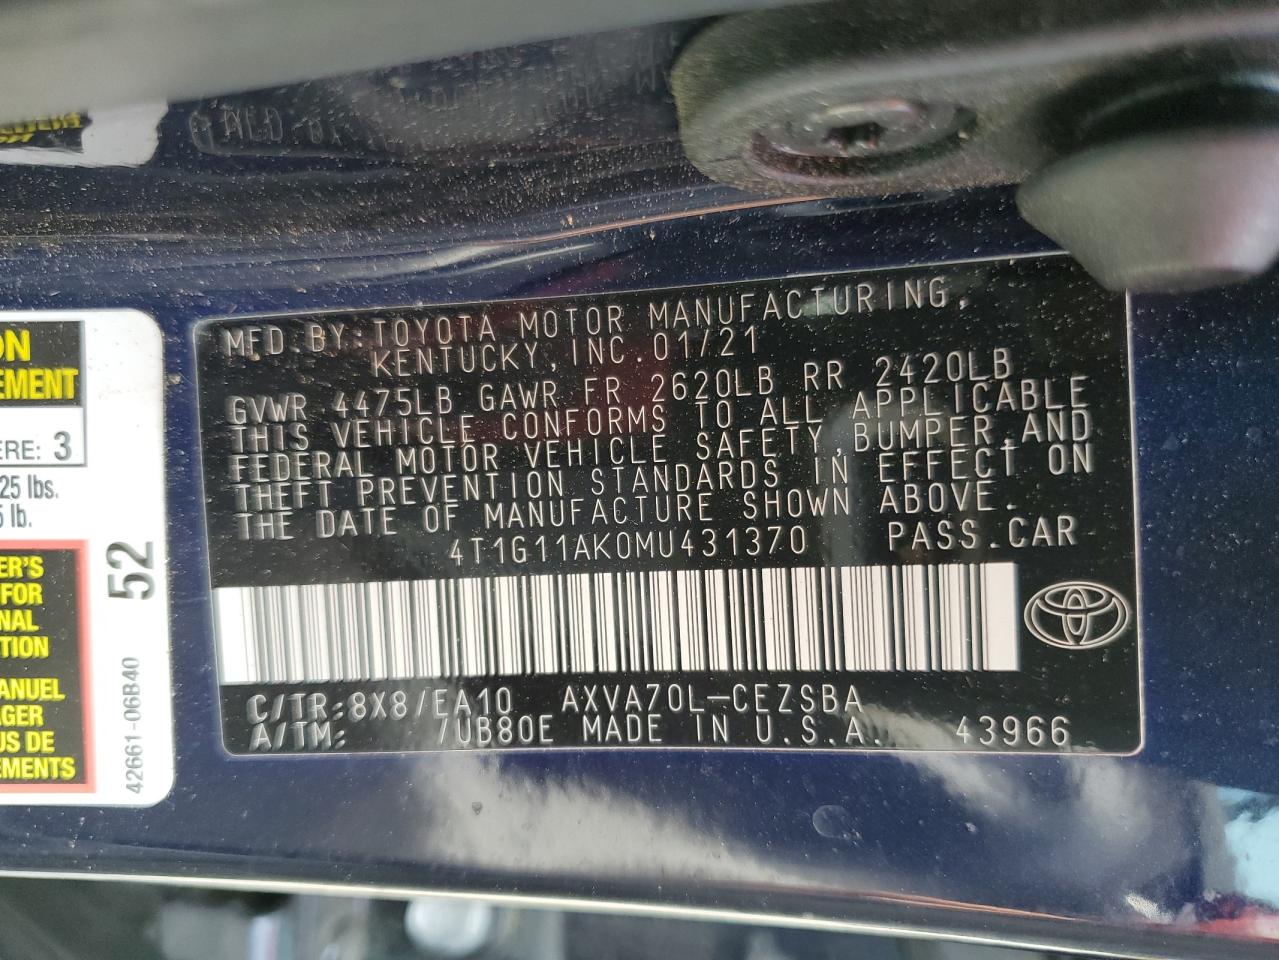 ON
EMENT
ERE: 3
25 lbs.
5 lb.
ER'S
FOR
NAL
TION
ANUEL
AGER
US DE
EMENTS
52
42661-06B40
MFD.BY:TOYOTA MOTOR MANUFACTURING,
KENTUCKY, INC.01/21
GVWR 4475LB GAWR FR 2620LB RR 2420LB
THIS VEHICLE CONFORMS TO ALL APPLICABLE
FEDERAL MOTOR VEHICLE SAFETY,BUMPER,AND
THEFT PREVENTION STANDARDS IN EFFECT ON
THE DATE OF MANUFACTURE SHOWN ABOVE.
4T1G11AK0MU431370 PASS.CAR
C/TR:8X8/EA10 AXVA70L-CEZSBA
A/TM: /UB80E MADE IN U.S.A. 43966